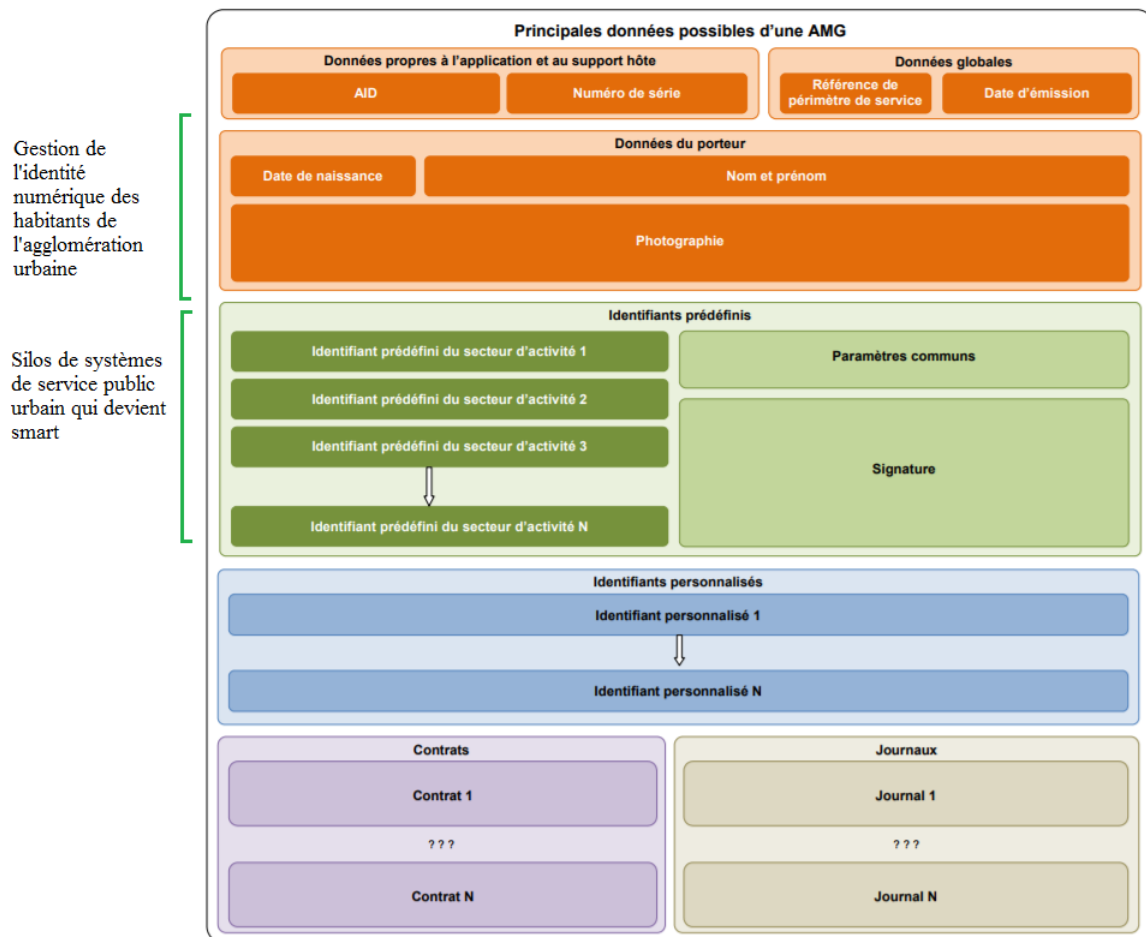 Principales données possibles d'une AMG
Données propres à l'application et au support hôte
AID
Numéro de série
Données globales
Référence de
périmètre de service
Date d'émission
Gestion de
l'identité
numérique des
habitants de
l'agglomération
urbaine
Données du porteur
Date de naissance
Nom et prénom
Photographie
Silos de systèmes
de service public
urbain qui devient
smart
Identifiants prédéfinis
Identifiant prédéfini du secteur d'activité 1
Identifiant prédéfini du secteur d'activité 2
Identifiant prédéfini du secteur d'activité 3
Identifiant prédéfini du secteur d'activité N
Paramètres communs
Signature
Identifiants personnalisés
Identifiant personnalisé 1
Identifiant personnalisé N
Contrats
Contrat 1
? ? ?
Contrat N
Journaux
Journal 1
? ? ?
Journal N